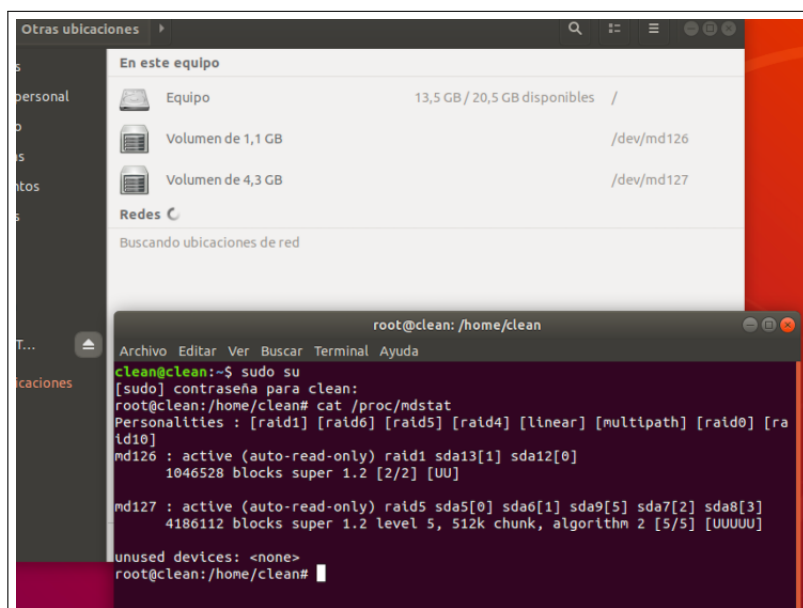 Otras ubicaciones
En este equipo
Equipo 13,5 GB / 20,5 GB disponibles /
Volumen de 1,1 GB /dev/md126
Volumen de 4,3 GB /dev/md127
Redes
Buscando ubicaciones de red
s
personal
o
as
ntos
s
T...
icaciones
root@clean: /home/clean
Archivo Editar Ver Buscar Terminal Ayuda
clean@clean:~$ sudo su
[sudo] contraseña para clean:
root@clean:/home/clean# cat /proc/mdstat
Personalities : [raid1] [raid6] [raid5] [raid4] [linear] [multipath] [raid0] [ra
id10]
md126 : active (auto-read-only) raid1 sda13[1] sda12[0]
1046528 blocks super 1.2 [2/2] [UU]
md127 : active (auto-read-only) raid5 sda5[0] sda6[1] sda9[5] sda7[2] sda8[3]
4186112 blocks super 1.2 level 5, 512k chunk, algorithm 2 [5/5] [UUUUU]
unused devices: <none>
root@clean:/home/clean#